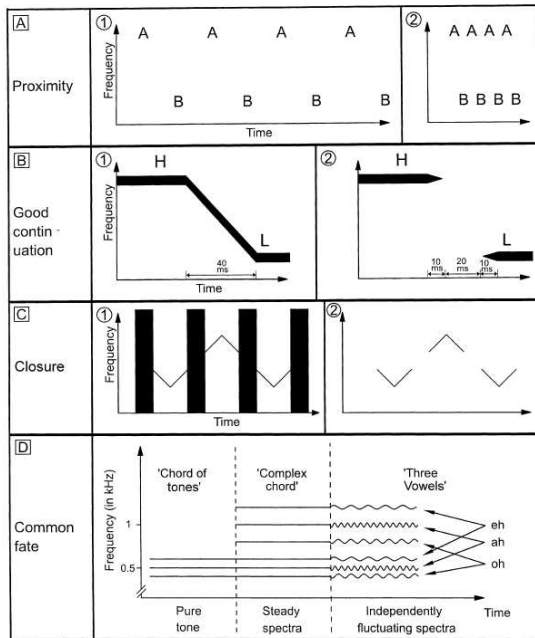 A
Proximity
1
Frequency
A A A A
B B B B
Time
2
A A A A
B B B B
B
Good
contin -
uation
1
Frequency
H
L
40
ms
Time
2
H
L
10
ms
20
ms
10
ms
C
Closure
1
Frequency
Time
2
D
Common
fate
Frequency (in kHz)
1
0.5
'Chord of
tones'
'Complex
chord'
'Three
Vowels'
eh
ah
oh
Pure
tone
Steady
spectra
Independently
fluctuating spectra
Time